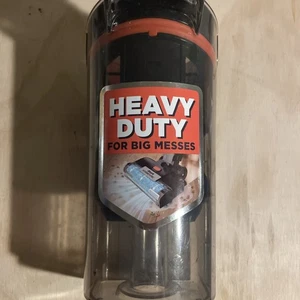 HEAVY
DUTY
FOR BIG MESSES